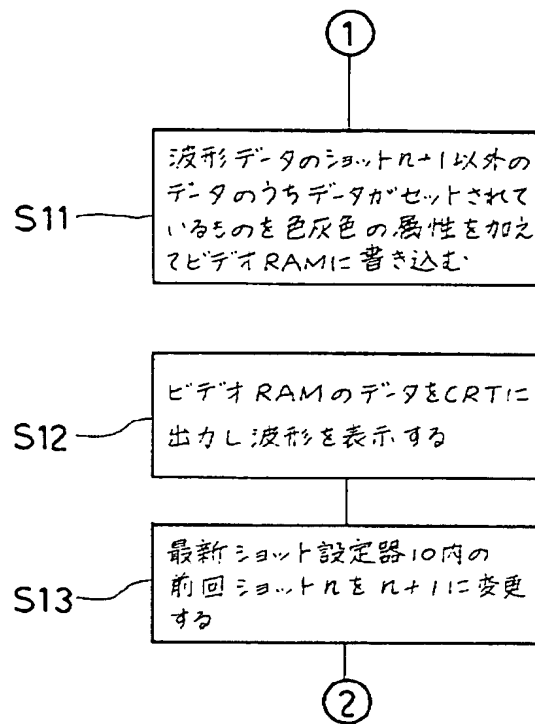 ①
S11
波形データのショットn+1以外の
データのうちデータがセットされて
いるものを色灰色の属性を加え
てビデオRAMに書き込む
S12
ビデオRAMのデータをCRTに
出力し波形を表示する
S13
最新ショット設定器10内の
前回ショットnをn+1に変更
する
②